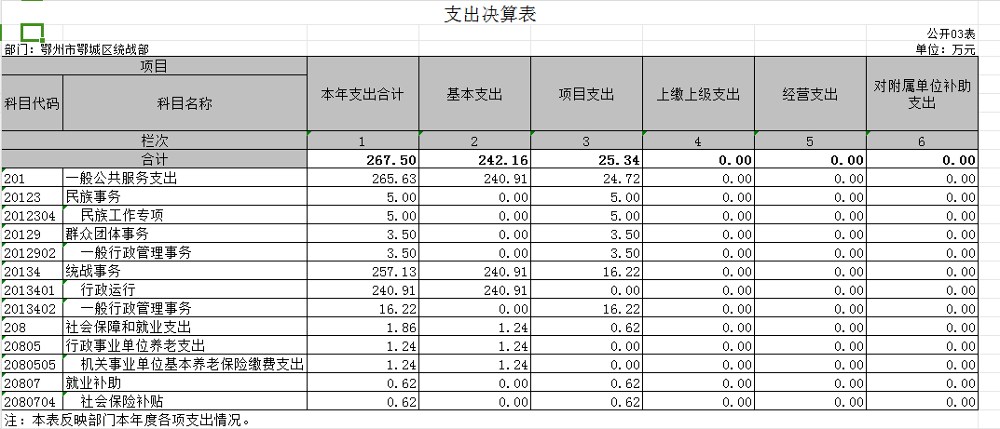 支出决算表
公开03表
部门：鄂州市鄂城区统战部 单位：万元
项目 本年支出合计 基本支出 项目支出 上缴上级支出 经营支出 对附属单位补助支出
科目代码 科目名称
栏次 1 2 3 4 5 6
合计 267.50 242.16 25.34 0.00 0.00 0.00
201 一般公共服务支出 265.63 240.91 24.72 0.00 0.00 0.00
20123 民族事务 5.00 0.00 5.00 0.00 0.00 0.00
2012304 民族工作专项 5.00 0.00 5.00 0.00 0.00 0.00
20129 群众团体事务 3.50 0.00 3.50 0.00 0.00 0.00
2012902 一般行政管理事务 3.50 0.00 3.50 0.00 0.00 0.00
20134 统战事务 257.13 240.91 16.22 0.00 0.00 0.00
2013401 行政运行 240.91 240.91 0.00 0.00 0.00 0.00
2013402 一般行政管理事务 16.22 0.00 16.22 0.00 0.00 0.00
208 社会保障和就业支出 1.86 1.24 0.62 0.00 0.00 0.00
20805 行政事业单位养老支出 1.24 1.24 0.00 0.00 0.00 0.00
2080505 机关事业单位基本养老保险缴费支出 1.24 1.24 0.00 0.00 0.00 0.00
20807 就业补助 0.62 0.00 0.62 0.00 0.00 0.00
2080704 社会保险补贴 0.62 0.00 0.62 0.00 0.00 0.00
注：本表反映部门本年度各项支出情况。